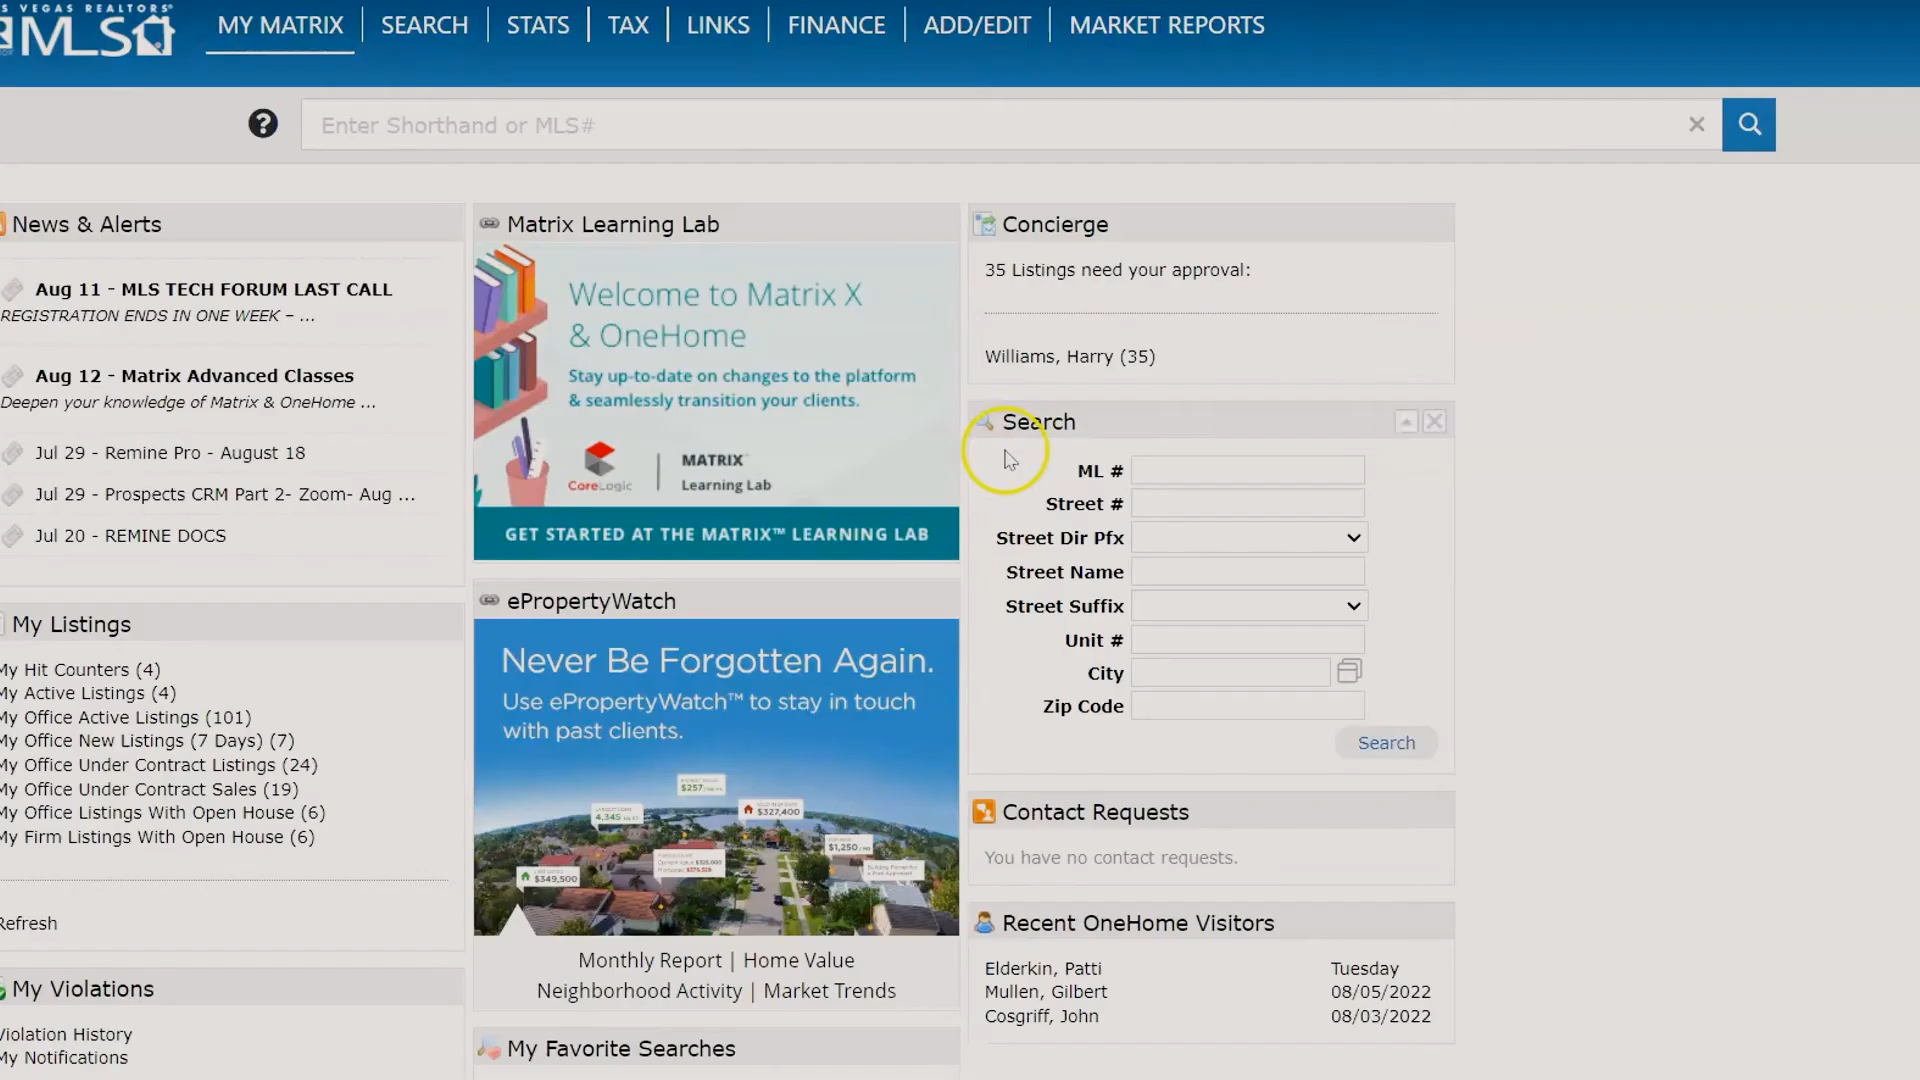 S VEGAS REALTORS®
MLS
MY MATRIX
SEARCH
STATS
TAX
LINKS
FINANCE
ADD/EDIT
MARKET REPORTS
Enter Shorthand or MLS#
News & Alerts
Aug 11 - MLS TECH FORUM LAST CALL
REGISTRATION ENDS IN ONE WEEK – ...
Aug 12 - Matrix Advanced Classes
Deepen your knowledge of Matrix & OneHome ...
Jul 29 - Remine Pro - August 18
Jul 29 - Prospects CRM Part 2- Zoom- Aug ...
Jul 20 - REMINE DOCS
My Listings
My Hit Counters (4)
My Active Listings (4)
My Office Active Listings (101)
My Office New Listings (7 Days) (7)
My Office Under Contract Listings (24)
My Office Under Contract Sales (19)
My Office Listings With Open House (6)
My Firm Listings With Open House (6)
Refresh
My Violations
Violation History
My Notifications
Matrix Learning Lab
Welcome to Matrix X
& OneHome
Stay up-to-date on changes to the platform
& seamlessly transition your clients.
CoreLogic
MATRIX™
Learning Lab
GET STARTED AT THE MATRIX™ LEARNING LAB
ePropertyWatch
Never Be Forgotten Again.
Use ePropertyWatch™ to stay in touch
with past clients.
$257
4,345
$327,400
$1,250
$349,500
Monthly Report | Home Value
Neighborhood Activity | Market Trends
My Favorite Searches
Concierge
35 Listings need your approval:
Williams, Harry (35)
Search
ML #
Street #
Street Dir Pfx
Street Name
Street Suffix
Unit #
City
Zip Code
Search
Contact Requests
You have no contact requests.
Recent OneHome Visitors
Elderkin, Patti Tuesday
Mullen, Gilbert 08/05/2022
Cosgriff, John 08/03/2022